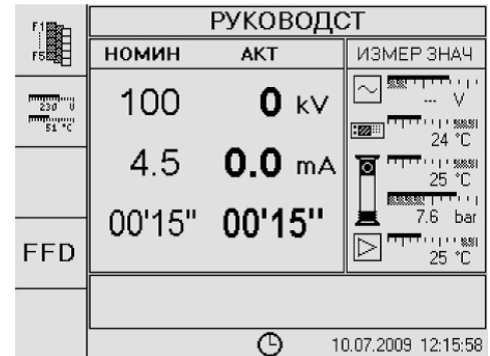 F1
F5
230 U
51 °C
FFD
РУКОВОДСТ
НОМИН АКТ ИЗМЕР ЗНАЧ
100 0 kV
4.5 0.0 mA
00'15" 00'15"
--- V
24 °C
25 °C
7.6 bar
25 °C
10.07.2009 12:15:58